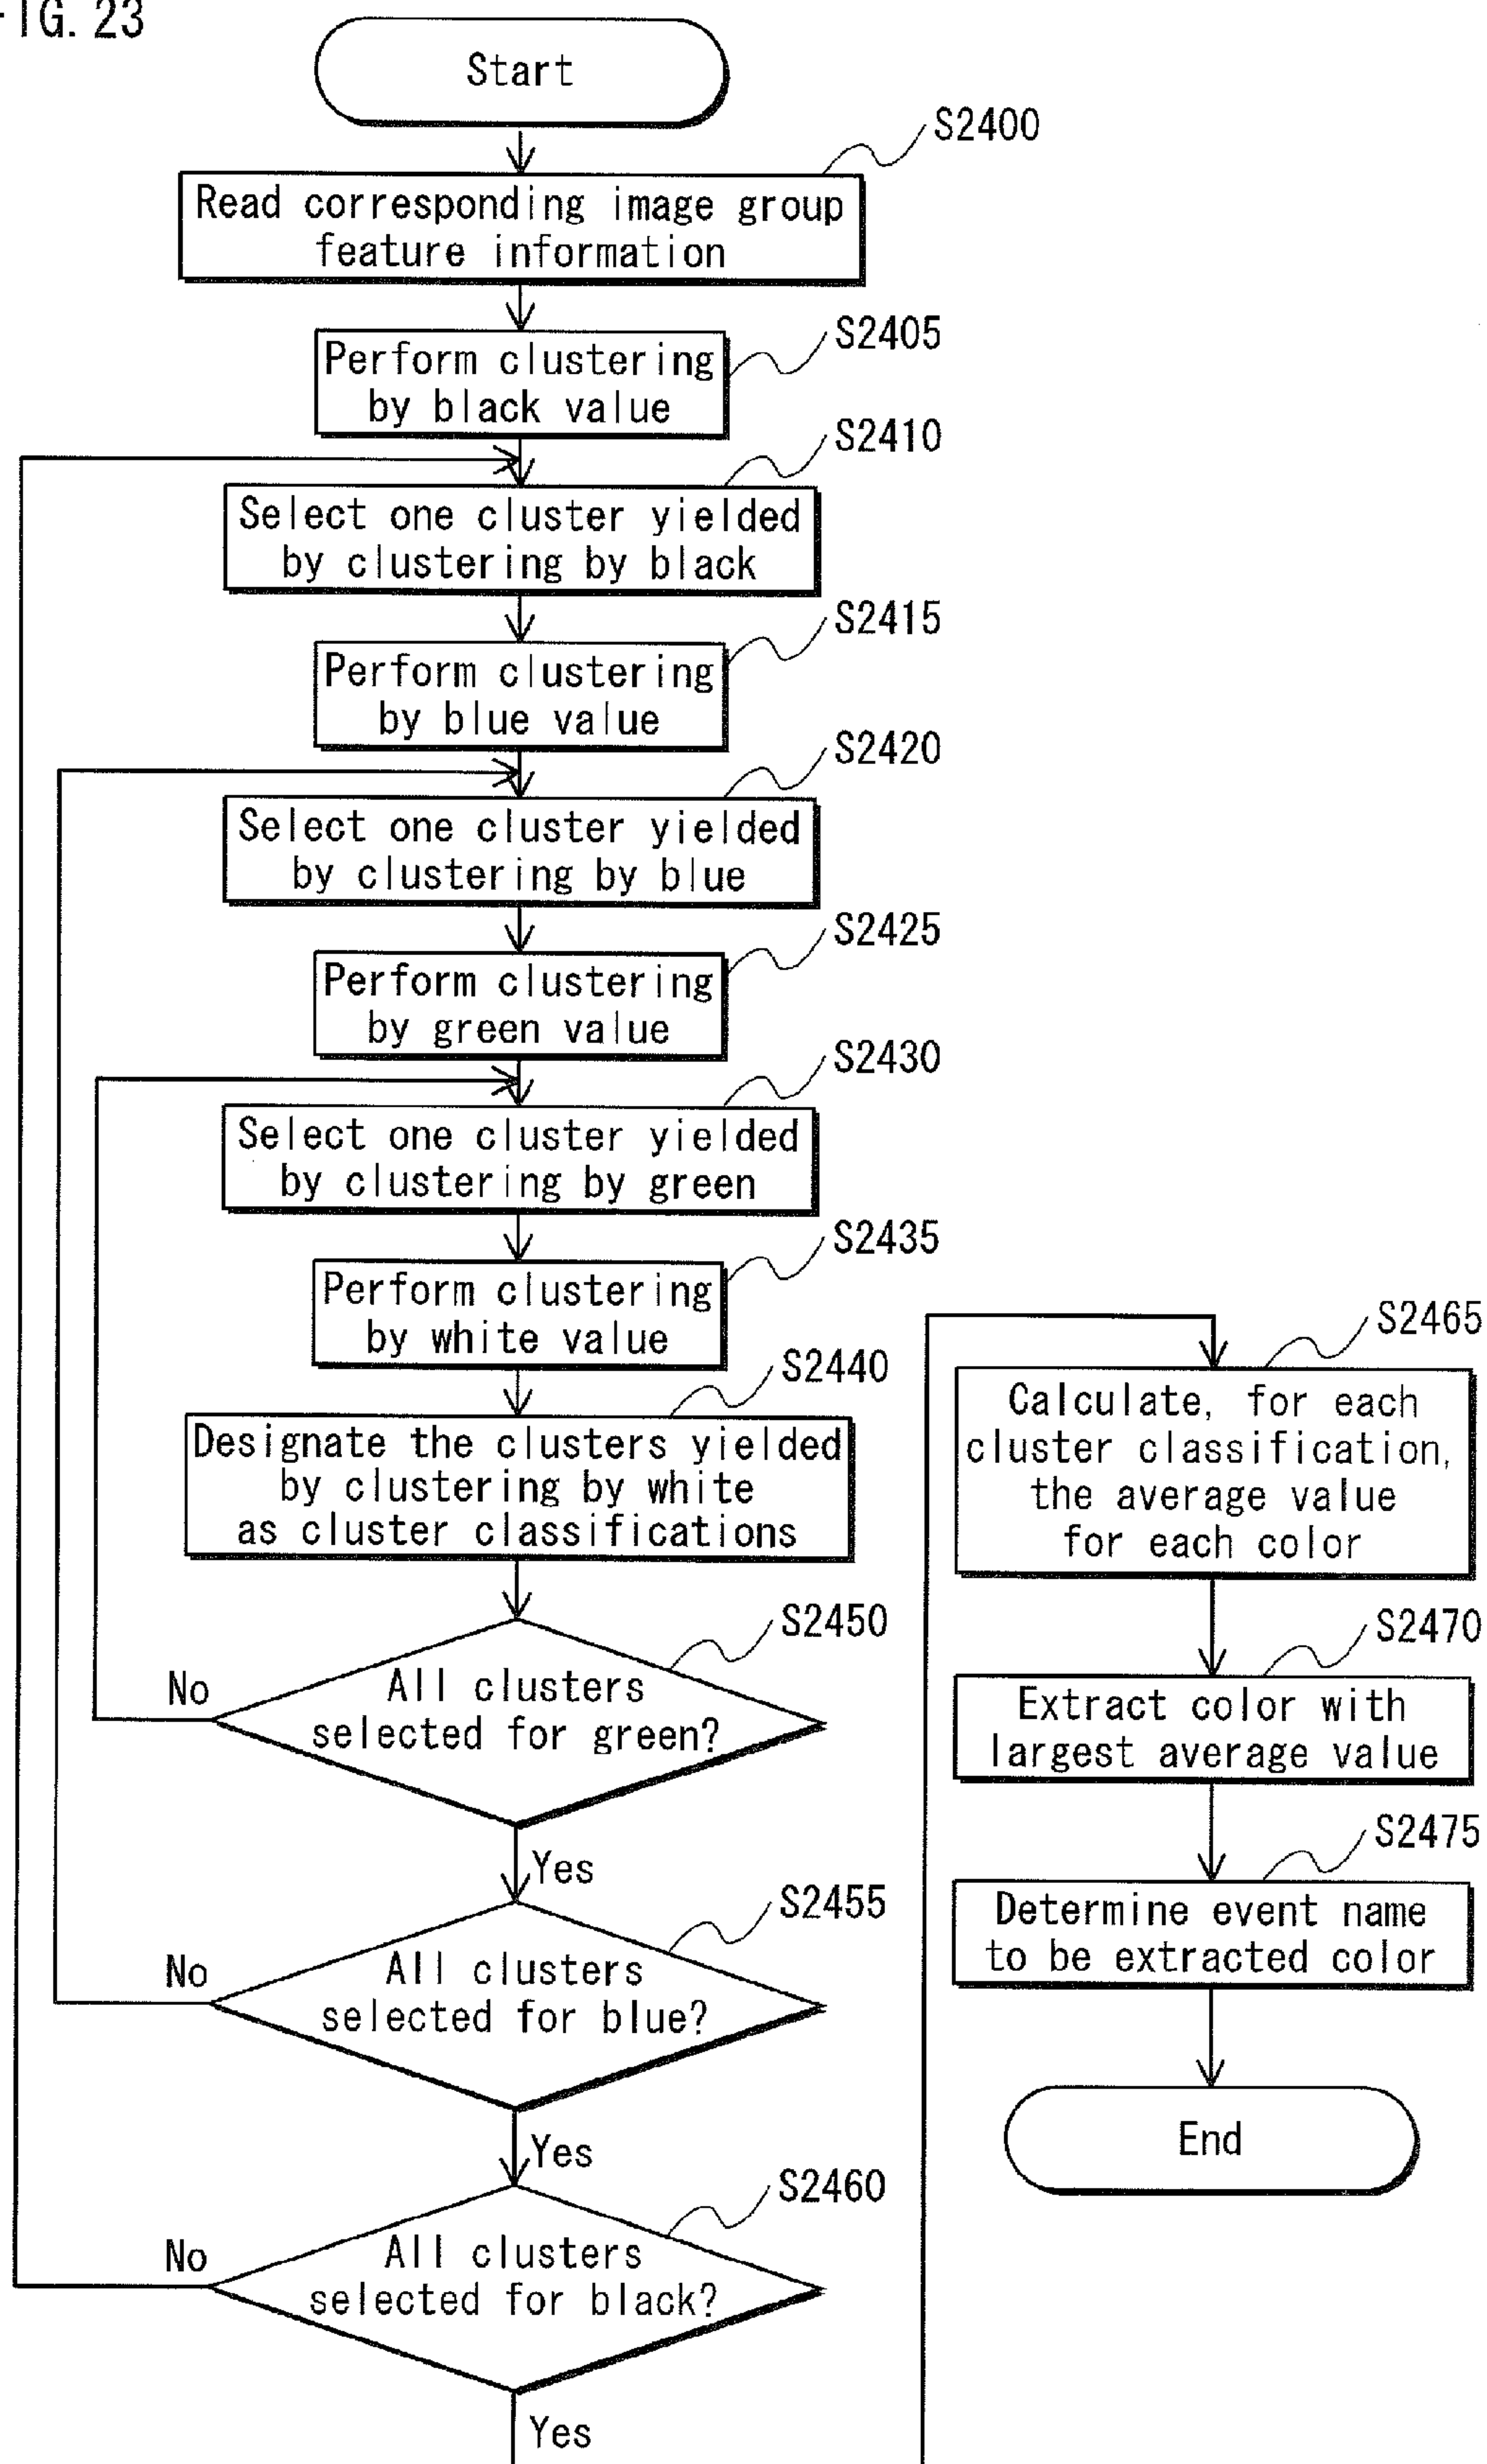 FIG. 23
Start
S2400
Read corresponding image group
feature information
S2405
Perform clustering
by black value
S2410
Select one cluster yielded
by clustering by black
S2415
Perform clustering
by blue value
S2420
Select one cluster yielded
by clustering by blue
S2425
Perform clustering
by green value
S2430
Select one cluster yielded
by clustering by green
S2435
Perform clustering
by white value
S2440
Designate the clusters yielded
by clustering by white
as cluster classifications
S2450
All clusters
selected for green?
No
Yes
S2455
All clusters
selected for blue?
No
Yes
S2460
All clusters
selected for black?
No
Yes
S2465
Calculate, for each
cluster classification,
the average value
for each color
S2470
Extract color with
largest average value
S2475
Determine event name
to be extracted color
End